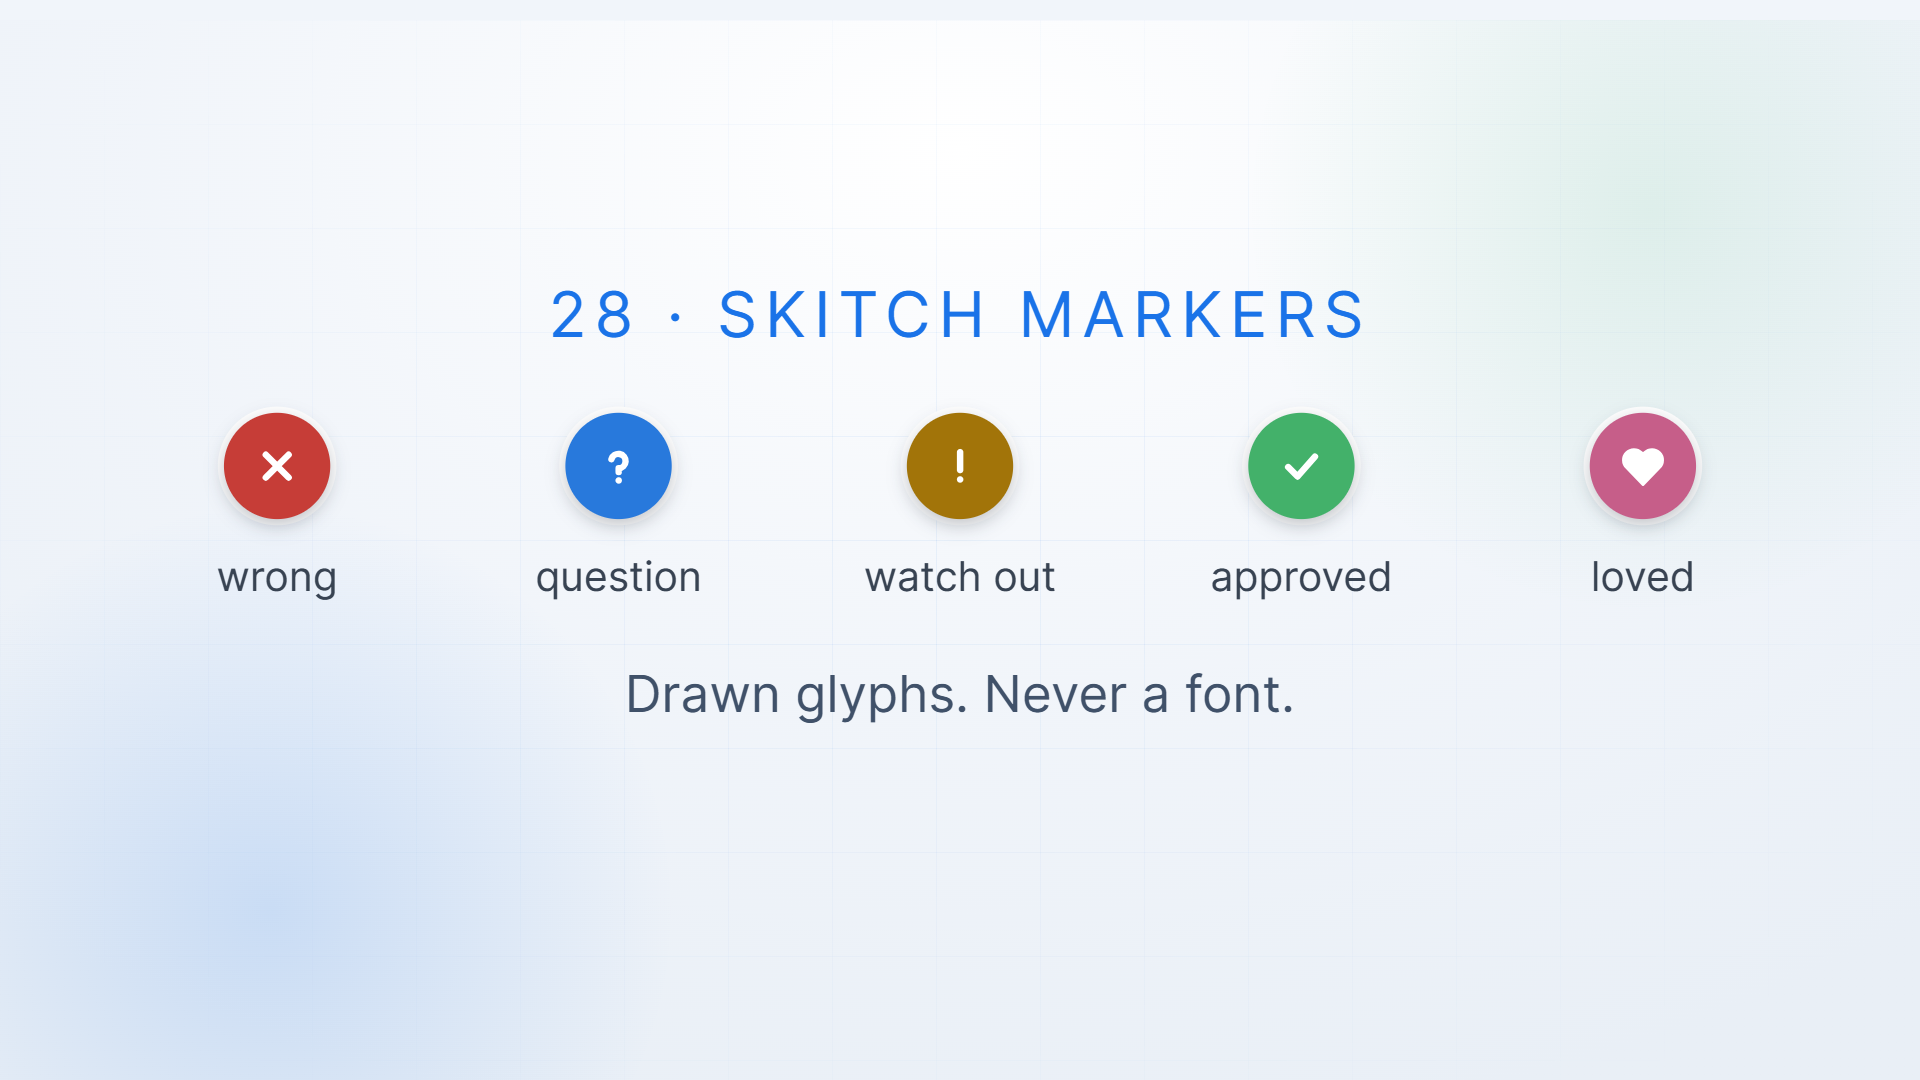 28 · SKITCH MARKERS
wrong question watch out approved loved
Drawn glyphs. Never a font.